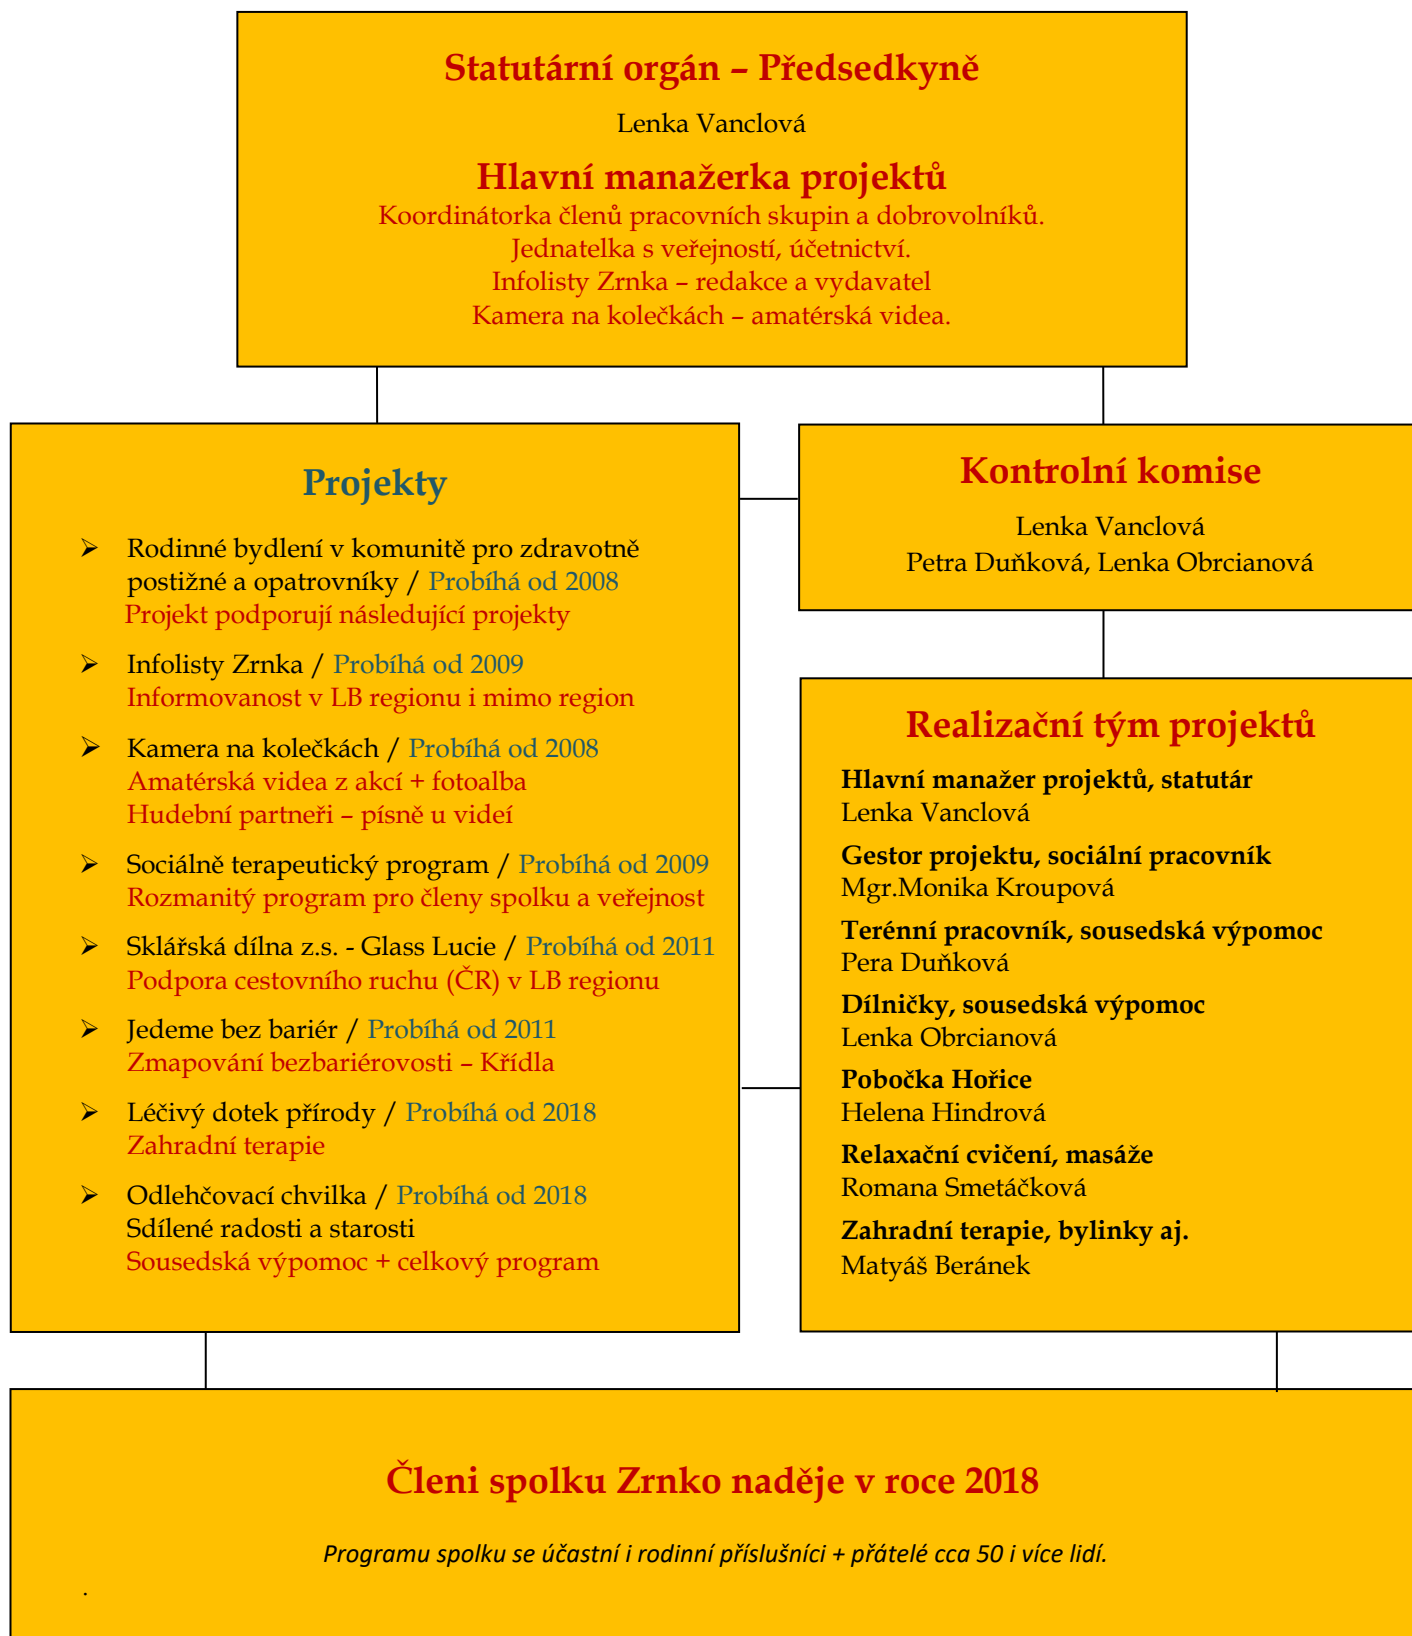 Statutární orgán – Předsedkyně
Lenka Vanclová
Hlavní manažerka projektů
Koordinátorka členů pracovních skupin a dobrovolníků.
Jednatelka s veřejností, účetnictví.
Infolisty Zrnka – redakce a vydavatel
Kamera na kolečkách – amatérská videa.
Projekty
➢ Rodinné bydlení v komunitě pro zdravotně
postižné a opatrovníky / Probíhá od 2008
Projekt podporují následující projekty
➢ Infolisty Zrnka / Probíhá od 2009
Informovanost v LB regionu i mimo region
➢ Kamera na kolečkách / Probíhá od 2008
Amatérská videa z akcí + fotoalba
Hudební partneři – písně u videí
➢ Sociálně terapeutický program / Probíhá od 2009
Rozmanitý program pro členy spolku a veřejnost
➢ Sklářská dílna z.s. - Glass Lucie / Probíhá od 2011
Podpora cestovního ruchu (ČR) v LB regionu
➢ Jedeme bez bariér / Probíhá od 2011
Zmapování bezbariérovosti – Křídla
➢ Léčivý dotek přírody / Probíhá od 2018
Zahradní terapie
➢ Odlehčovací chvilka / Probíhá od 2018
Sdílené radosti a starosti
Sousedská výpomoc + celkový program
Kontrolní komise
Lenka Vanclová
Petra Duňková, Lenka Obrcianová
Realizační tým projektů
Hlavní manažer projektů, statutár
Lenka Vanclová
Gestor projektu, sociální pracovník
Mgr.Monika Kroupová
Terénní pracovník, sousedská výpomoc
Pera Duňková
Dílničky, sousedská výpomoc
Lenka Obrcianová
Pobočka Hořice
Helena Hindrová
Relaxační cvičení, masáže
Romana Smetáčková
Zahradní terapie, bylinky aj.
Matyáš Beránek
Členi spolku Zrnko naděje v roce 2018
Programu spolku se účastní i rodinní příslušníci + přátelé cca 50 i více lidí.
.